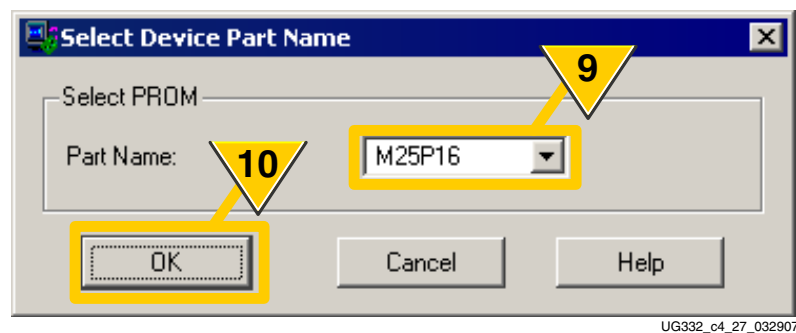 Select Device Part Name
9
Select PROM
Part Name:
M25P16
10
OK
Cancel
Help
UG332_c4_27_032907